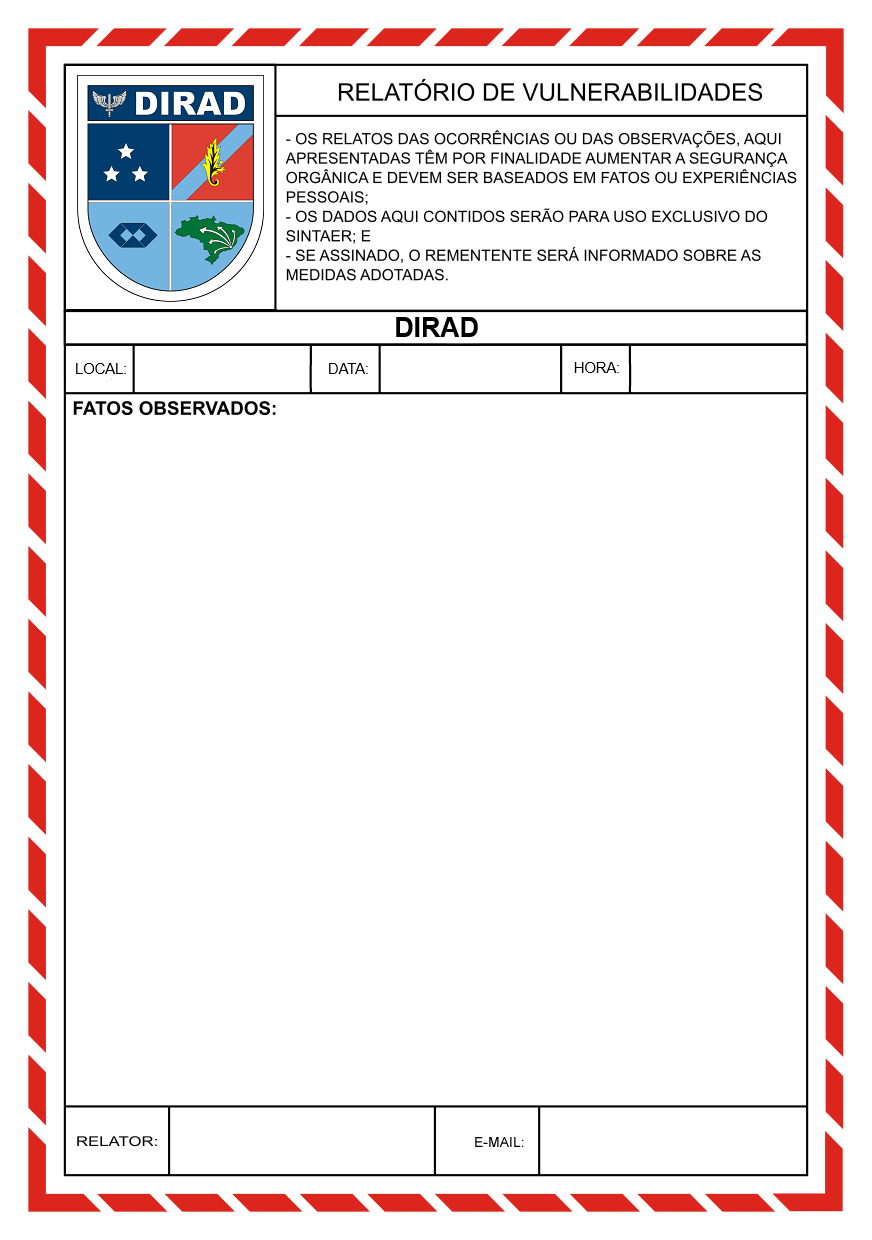 DIRAD
RELATÓRIO DE VULNERABILIDADES
- OS RELATOS DAS OCORRÊNCIAS OU DAS OBSERVAÇÕES, AQUI
APRESENTADAS TÊM POR FINALIDADE AUMENTAR A SEGURANÇA
ORGÂNICA E DEVEM SER BASEADOS EM FATOS OU EXPERIÊNCIAS
PESSOAIS;
- OS DADOS AQUI CONTIDOS SERÃO PARA USO EXCLUSIVO DO
SINTAER; E
- SE ASSINADO, O REMENTENTE SERÁ INFORMADO SOBRE AS
MEDIDAS ADOTADAS.
DIRAD
LOCAL: DATA: HORA:
FATOS OBSERVADOS:
RELATOR: E-MAIL: